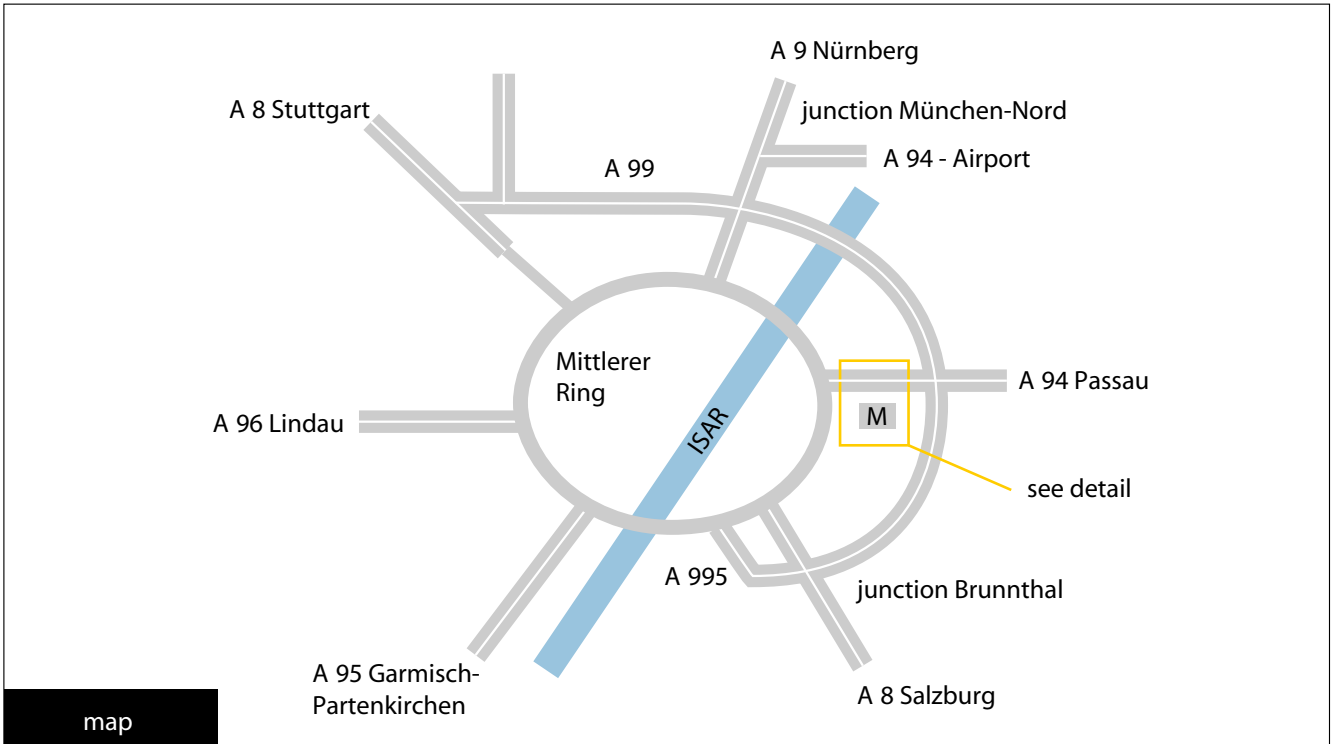 A 9 Nürnberg
A 8 Stuttgart
junction München-Nord
A 94 - Airport
A 99
Mittlerer
Ring
A 94 Passau
M
A 96 Lindau
ISAR
see detail
A 995
junction Brunnthal
A 95 Garmisch-
Partenkirchen
A 8 Salzburg
map